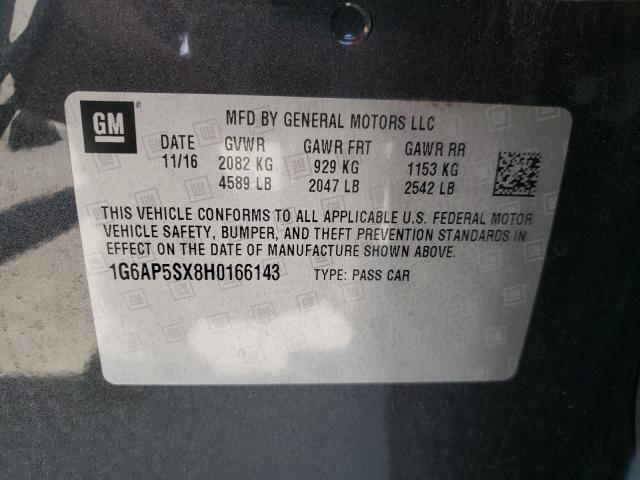 GM ®
MFD BY GENERAL MOTORS LLC
DATE GVWR GAWR FRT GAWR RR
11/16 2082 KG 929 KG 1153 KG
4589 LB 2047 LB 2542 LB
THIS VEHICLE CONFORMS TO ALL APPLICABLE U.S. FEDERAL MOTOR
VEHICLE SAFETY, BUMPER, AND THEFT PREVENTION STANDARDS IN
EFFECT ON THE DATE OF MANUFACTURE SHOWN ABOVE.
1G6AP5SX8H0166143 TYPE: PASS CAR